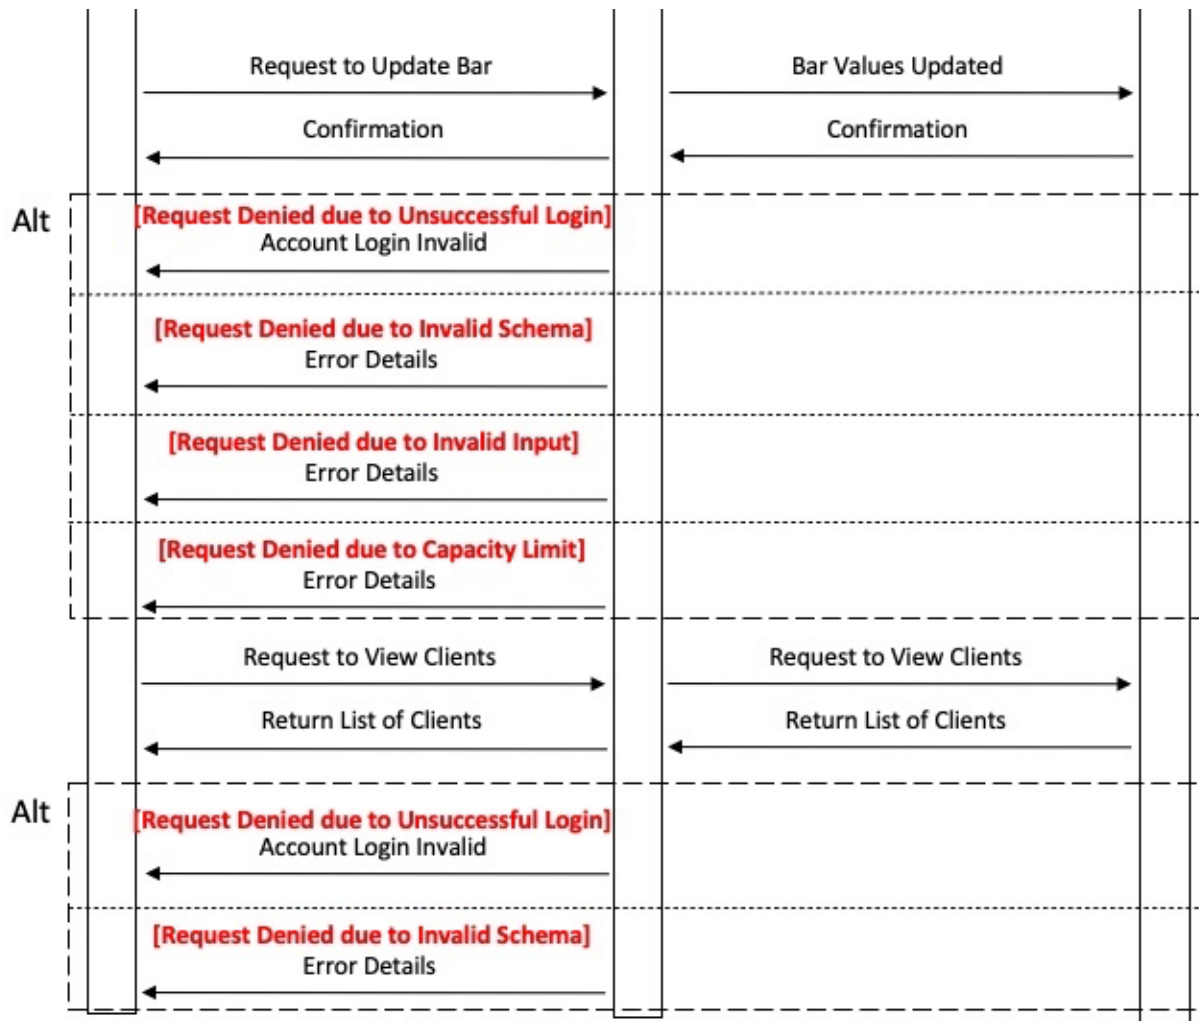 Request to Update Bar
Bar Values Updated
Confirmation
Confirmation
Alt
[Request Denied due to Unsuccessful Login]
Account Login Invalid
[Request Denied due to Invalid Schema]
Error Details
[Request Denied due to Invalid Input]
Error Details
[Request Denied due to Capacity Limit]
Error Details
Request to View Clients
Request to View Clients
Return List of Clients
Return List of Clients
Alt
[Request Denied due to Unsuccessful Login]
Account Login Invalid
[Request Denied due to Invalid Schema]
Error Details